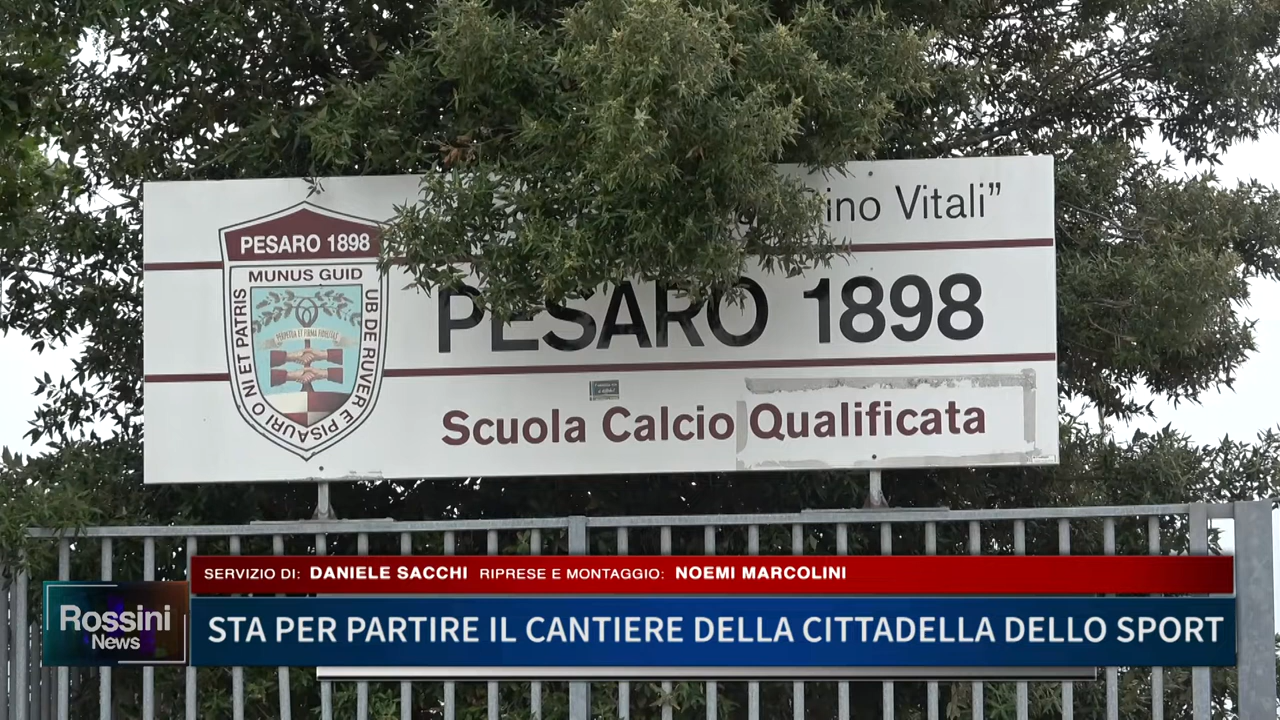 ino Vitali”
PESARO 1898
MUNUS GUID
ONI ET PATRIS
UB DE RUVER E PISAURI O
PESARO 1898
Scuola Calcio Qualificata
SERVIZIO DI: DANIELE SACCHI RIPRESE E MONTAGGIO: NOEMI MARCOLINI
Rossini
News
STA PER PARTIRE IL CANTIERE DELLA CITTADELLA DELLO SPORT